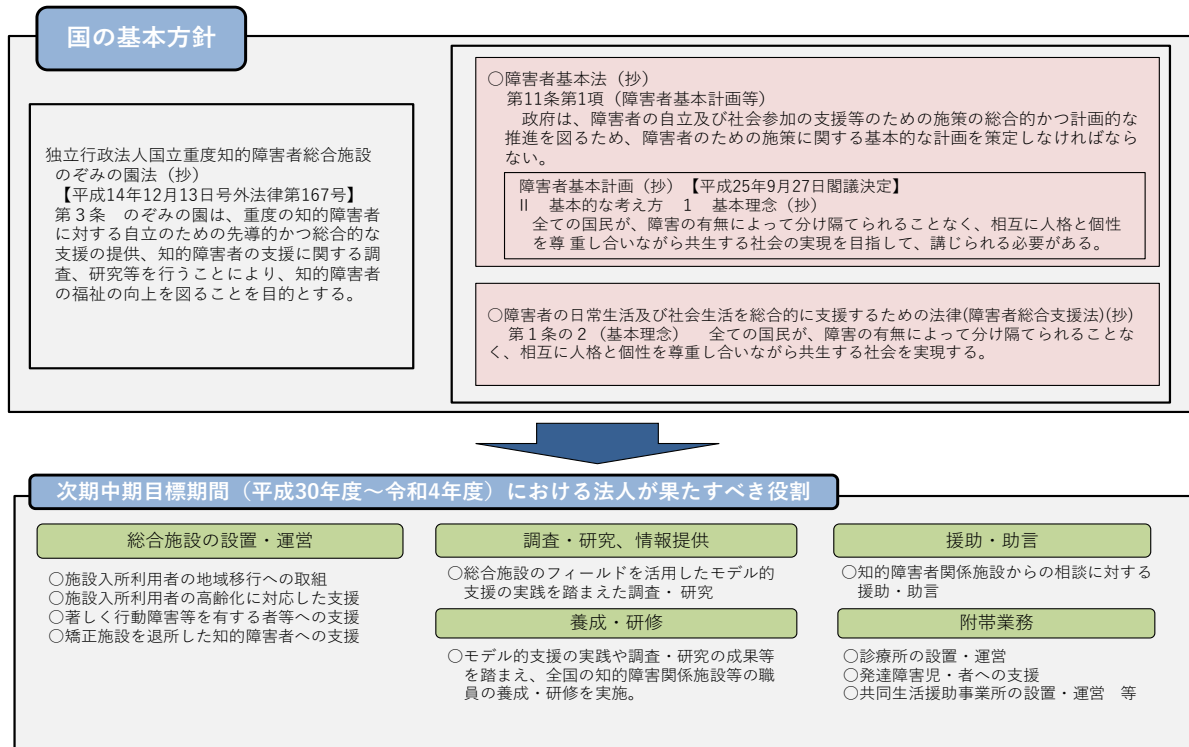 国の基本方針
独立行政法人国立重度知的障害者総合施設
のぞみの園法（抄）
【平成14年12月13日号外法律第167号】
第３条　のぞみの園は、重度の知的障害者
に対する自立のための先導的かつ総合的な
支援の提供、知的障害者の支援に関する調
査、研究等を行うことにより、知的障害者
の福祉の向上を図ることを目的とする。
○障害者基本法（抄）
第11条第1項（障害者基本計画等）
政府は、障害者の自立及び社会参加の支援等のための施策の総合的かつ計画的な
推進を図るため、障害者のための施策に関する基本的な計画を策定しなければなら
ない。
障害者基本計画（抄）【平成25年9月27日閣議決定】
Ⅱ　基本的な考え方　１　基本理念（抄）
全ての国民が、障害の有無によって分け隔てられることなく、相互に人格と個性
を尊 重し合いながら共生する社会の実現を目指して、講じられる必要がある。
○障害者の日常生活及び社会生活を総合的に支援するための法律(障害者総合支援法)(抄)
第１条の２（基本理念）　全ての国民が、障害の有無によって分け隔てられることな
く、相互に人格と個性を尊重し合いながら共生する社会を実現する。
次期中期目標期間（平成30年度～令和4年度）における法人が果たすべき役割
総合施設の設置・運営
○施設入所利用者の地域移行への取組
○施設入所利用者の高齢化に対応した支援
○著しく行動障害等を有する者等への支援
○矯正施設を退所した知的障害者への支援
調査・研究、情報提供
○総合施設のフィールドを活用したモデル的
支援の実践を踏まえた調査・ 研究
養成・研修
○モデル的支援の実践や調査・研究の成果等
を踏まえ、全国の知的障害関係施設等の職
員の養成・研修を実施。
援助・助言
○知的障害者関係施設からの相談に対する
援助・助言
附帯業務
○診療所の設置・運営
○発達障害児・者への支援
○共同生活援助事業所の設置・運営　等